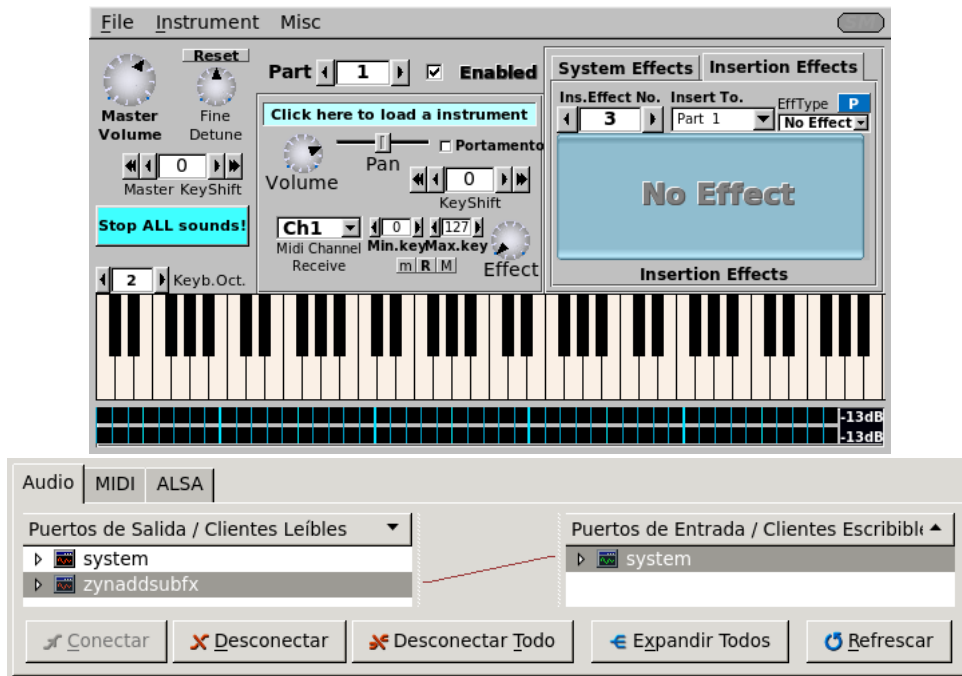 File Instrument Misc
Reset
Master Volume
Fine Detune
0
Master KeyShift
Stop ALL sounds!
2 Keyb.Oct.
Part 1 Enabled
Click here to load a instrument
Volume
Pan
Portamento
0
KeyShift
Ch1
Midi Channel
Receive
0
127
Min.key
Max.key
m R M
Effect
System Effects Insertion Effects
Ins.Effect No. Insert To. EffType P
3 Part 1 No Effect
No Effect
Insertion Effects
-13dB
-13dB
Audio MIDI ALSA
Puertos de Salida / Clientes Leíbles
system
zynaddsubfx
Puertos de Entrada / Clientes Escribible
system
Conectar Desconectar Desconectar Todo Expandir Todos Refrescar